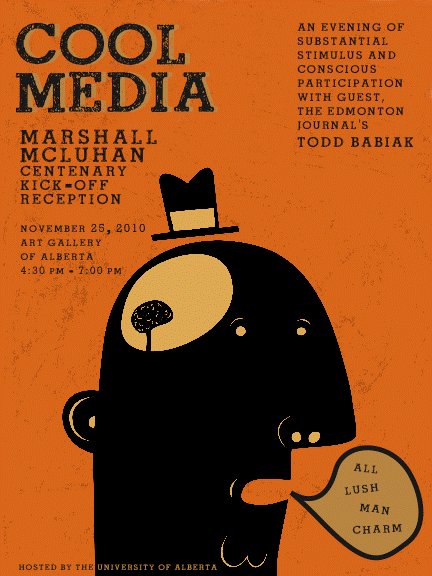 COOL
MEDIA
MARSHALL
MCLUHAN
CENTENARY
KICK-OFF
RECEPTION
NOVEMBER 25, 2010
ART GALLERY
OF ALBERTA
4:30 PM - 7:00 PM
AN EVENING OF
SUBSTANTIAL
STIMULUS AND
CONSCIOUS
PARTICIPATION
WITH GUEST,
THE EDMONTON
JOURNAL'S
TODD BABIAK
ALL
LUSH
MAN
CHARM
HOSTED BY THE UNIVERSITY OF ALBERTA